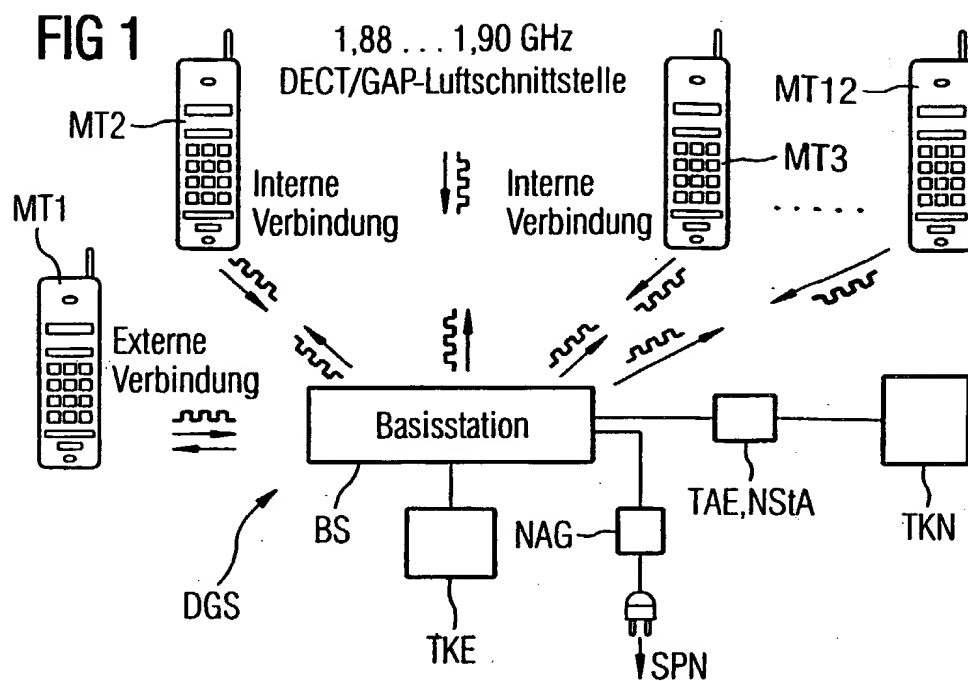 FIG 1
1,88 . . . 1,90 GHz
DECT/GAP-Luftschnittstelle
MT12
MT2
MT3
MT1
Interne
Verbindung
Interne
Verbindung
. . . . . .
Externe
Verbindung
Basisstation
BS
TAE,NStA
TKN
NAG
DGS
TKE
SPN